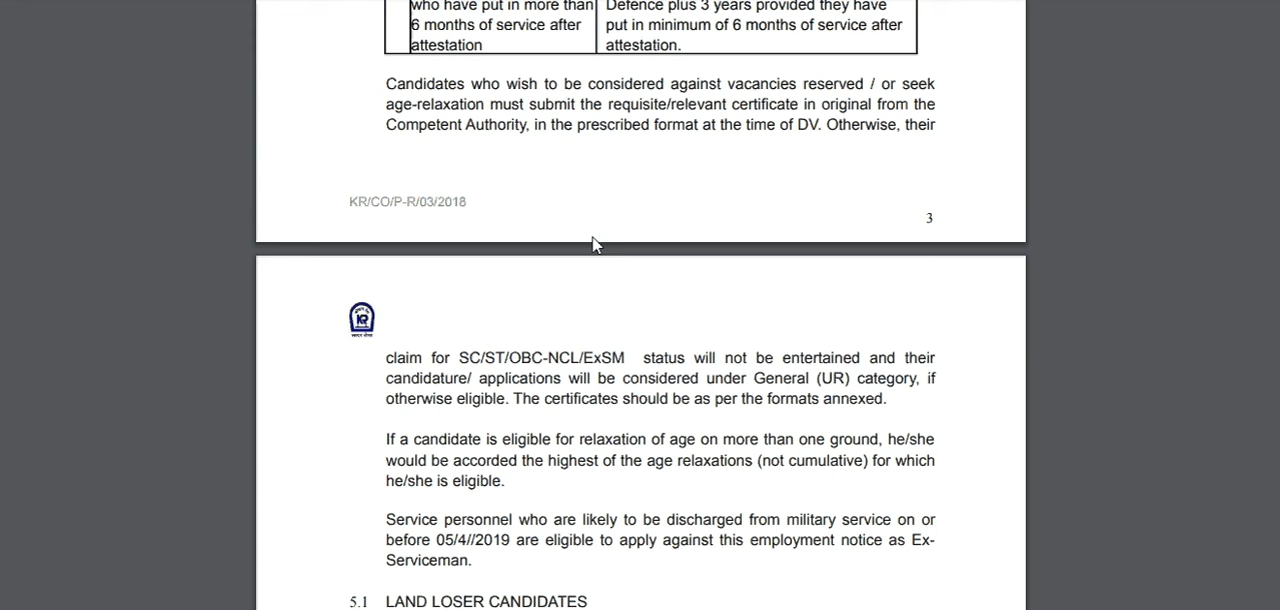 who have put in more than
6 months of service after
attestation
Defence plus 3 years provided they have
put in minimum of 6 months of service after
attestation.
Candidates who wish to be considered against vacancies reserved / or seek
age-relaxation must submit the requisite/relevant certificate in original from the
Competent Authority, in the prescribed format at the time of DV. Otherwise, their
KR/CO/P-R/03/2018
3
KR
claim for SC/ST/OBC-NCL/ExSM status will not be entertained and their
candidature/ applications will be considered under General (UR) category, if
otherwise eligible. The certificates should be as per the formats annexed.
If a candidate is eligible for relaxation of age on more than one ground, he/she
would be accorded the highest of the age relaxations (not cumulative) for which
he/she is eligible.
Service personnel who are likely to be discharged from military service on or
before 05/4//2019 are eligible to apply against this employment notice as Ex-
Serviceman.
5.1 LAND LOSER CANDIDATES